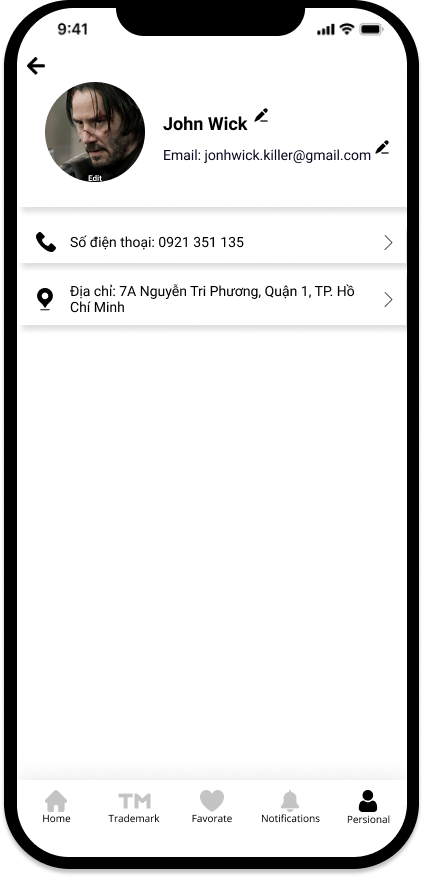 9:41
John Wick
Email: jonhwick.killer@gmail.com
Edit
Số điện thoại: 0921 351 135
Địa chỉ: 7A Nguyễn Tri Phương, Quận 1, TP. Hồ
Chí Minh
TM
Home Trademark Favorate Notifications Persional